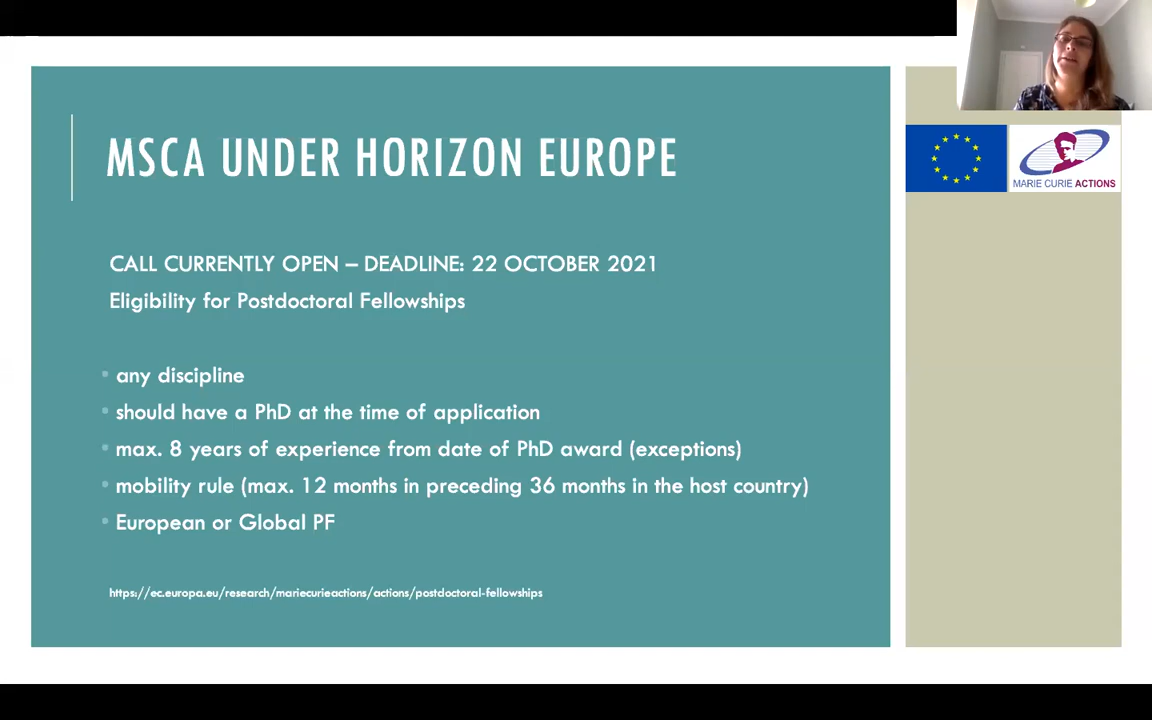 MSCA UNDER HORIZON EUROPE
MARIE CURIE ACTIONS
CALL CURRENTLY OPEN – DEADLINE: 22 OCTOBER 2021
Eligibility for Postdoctoral Fellowships
• any discipline
• should have a PhD at the time of application
• max. 8 years of experience from date of PhD award (exceptions)
• mobility rule (max. 12 months in preceding 36 months in the host country)
• European or Global PF
https://ec.europa.eu/research/mariecurieactions/actions/postdoctoral-fellowships